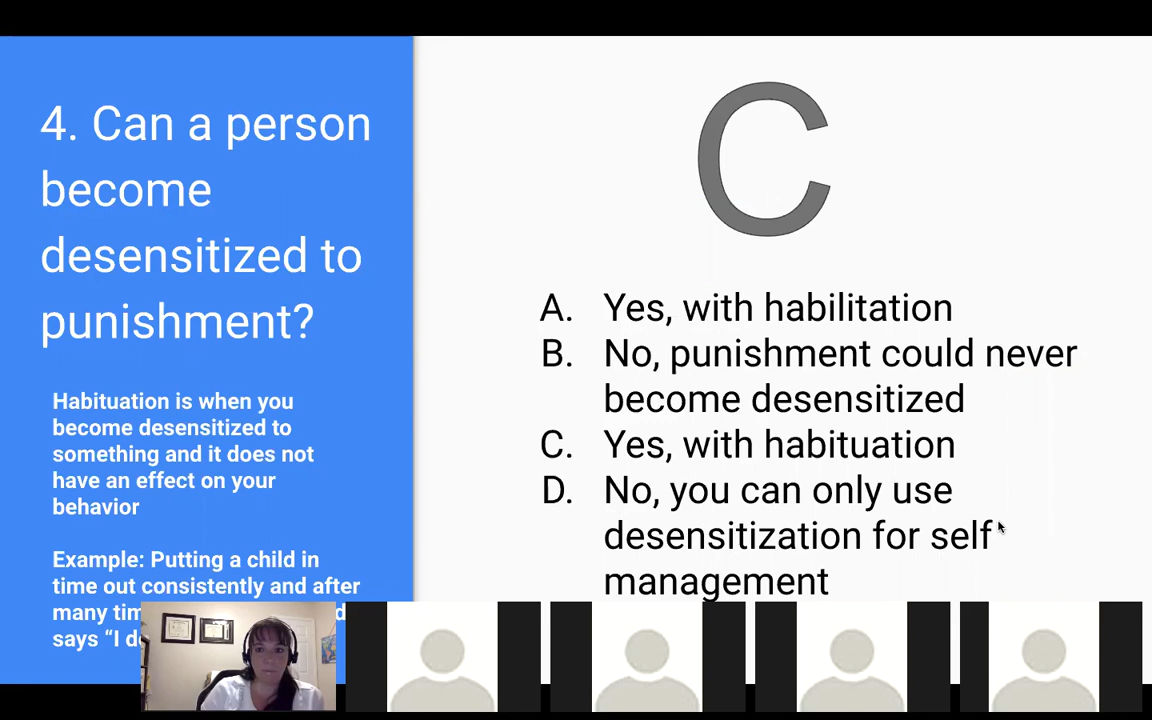 4. Can a person
become
desensitized to
punishment?
Habituation is when you
become desensitized to
something and it does not
have an effect on your
behavior
Example: Putting a child in
time out consistently and after
many
says “I
C
A. Yes, with habilitation
B. No, punishment could never
become desensitized
C. Yes, with habituation
D. No, you can only use
desensitization for self
management